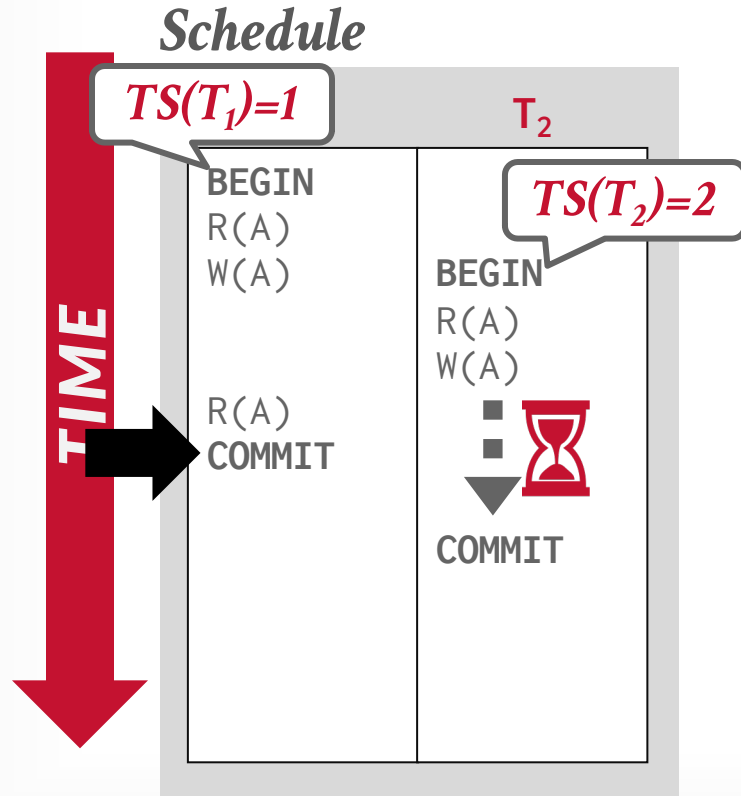 Schedule
TS(T₁)=1
T₂
BEGIN
R(A)
W(A)
TS(T₂)=2
BEGIN
R(A)
W(A)
R(A)
COMMIT
COMMIT
TIME